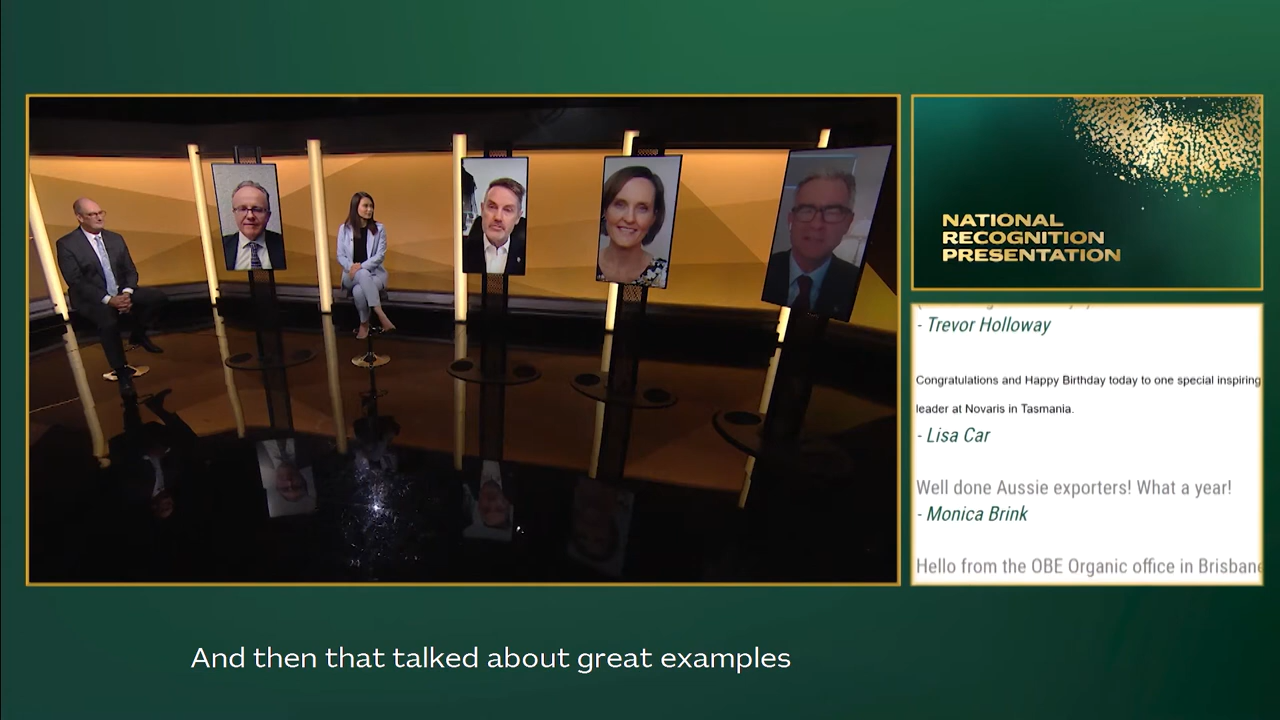 NATIONAL
RECOGNITION
PRESENTATION
- Trevor Holloway
Congratulations and Happy Birthday today to one special inspiring
leader at Novaris in Tasmania.
- Lisa Car
Well done Aussie exporters! What a year!
- Monica Brink
Hello from the OBE Organic office in Brisbane
And then that talked about great examples